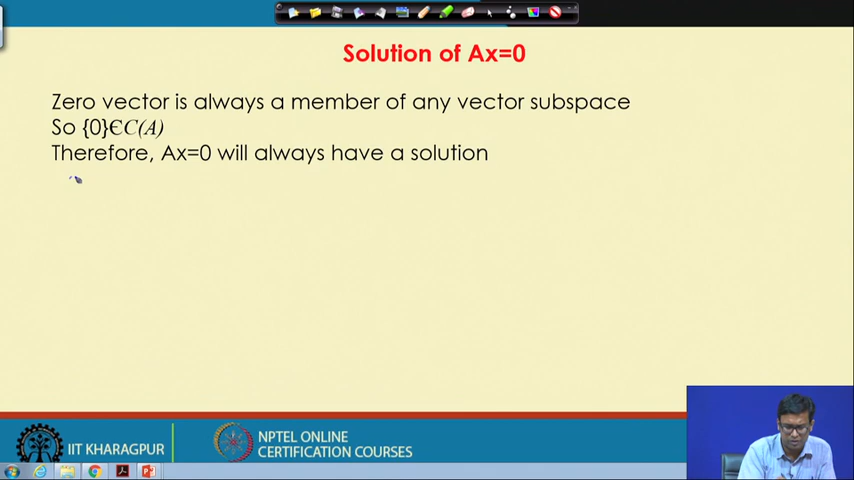 Solution of Ax=0
Zero vector is always a member of any vector subspace
So {0}ЄC(A)
Therefore, Ax=0 will always have a solution
IIT KHARAGPUR
NPTEL ONLINE
CERTIFICATION COURSES